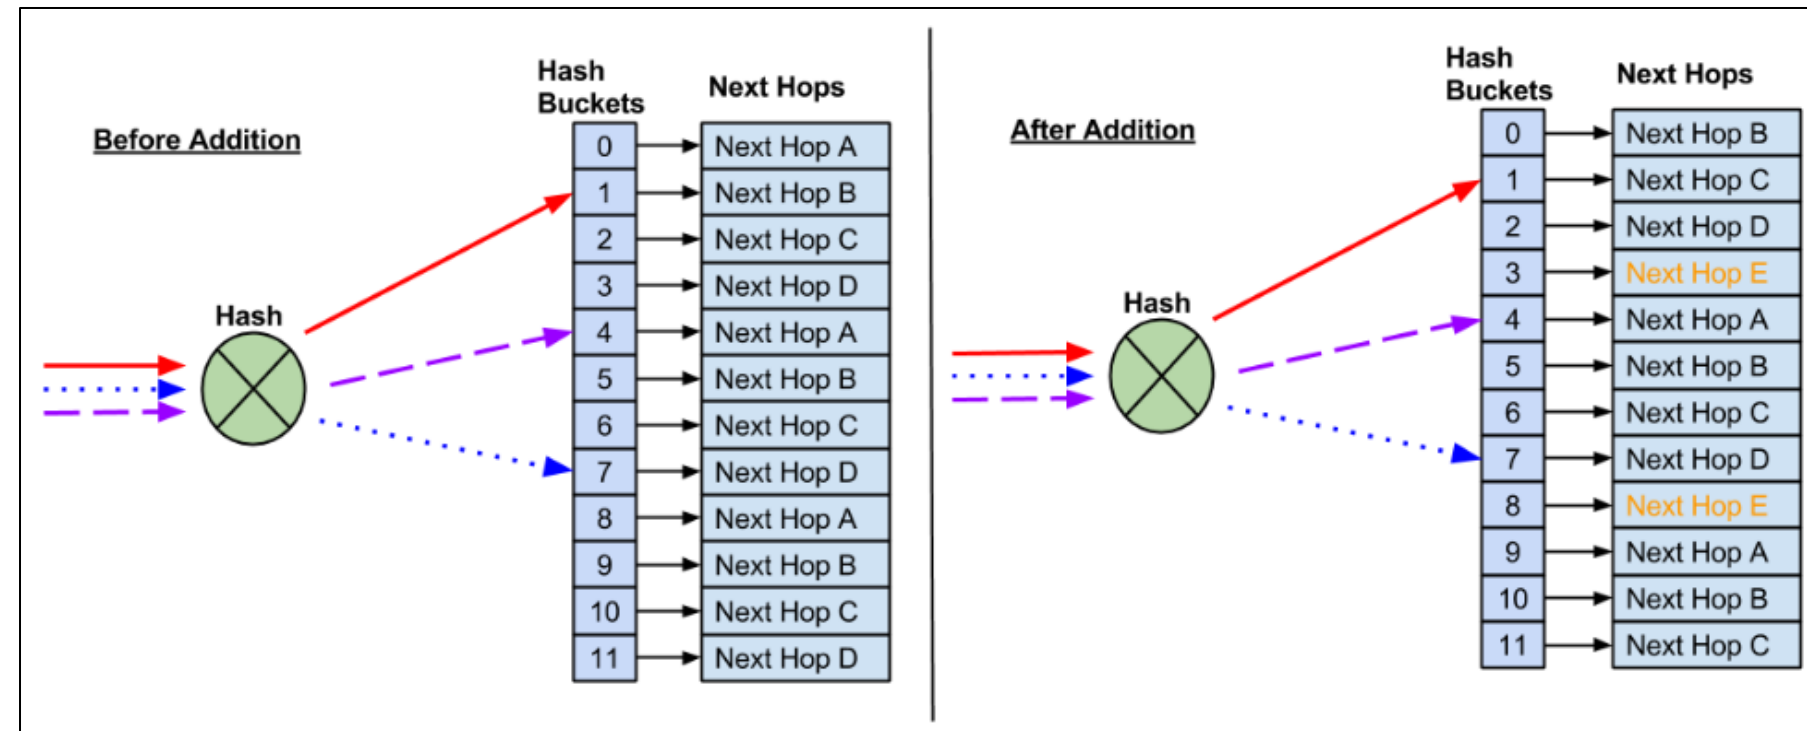 Before Addition
Hash
Hash
Buckets
Next Hops
0 Next Hop A
1 Next Hop B
2 Next Hop C
3 Next Hop D
4 Next Hop A
5 Next Hop B
6 Next Hop C
7 Next Hop D
8 Next Hop A
9 Next Hop B
10 Next Hop C
11 Next Hop D
After Addition
Hash
Hash
Buckets
Next Hops
0 Next Hop B
1 Next Hop C
2 Next Hop D
3 Next Hop E
4 Next Hop A
5 Next Hop B
6 Next Hop C
7 Next Hop D
8 Next Hop E
9 Next Hop A
10 Next Hop B
11 Next Hop C